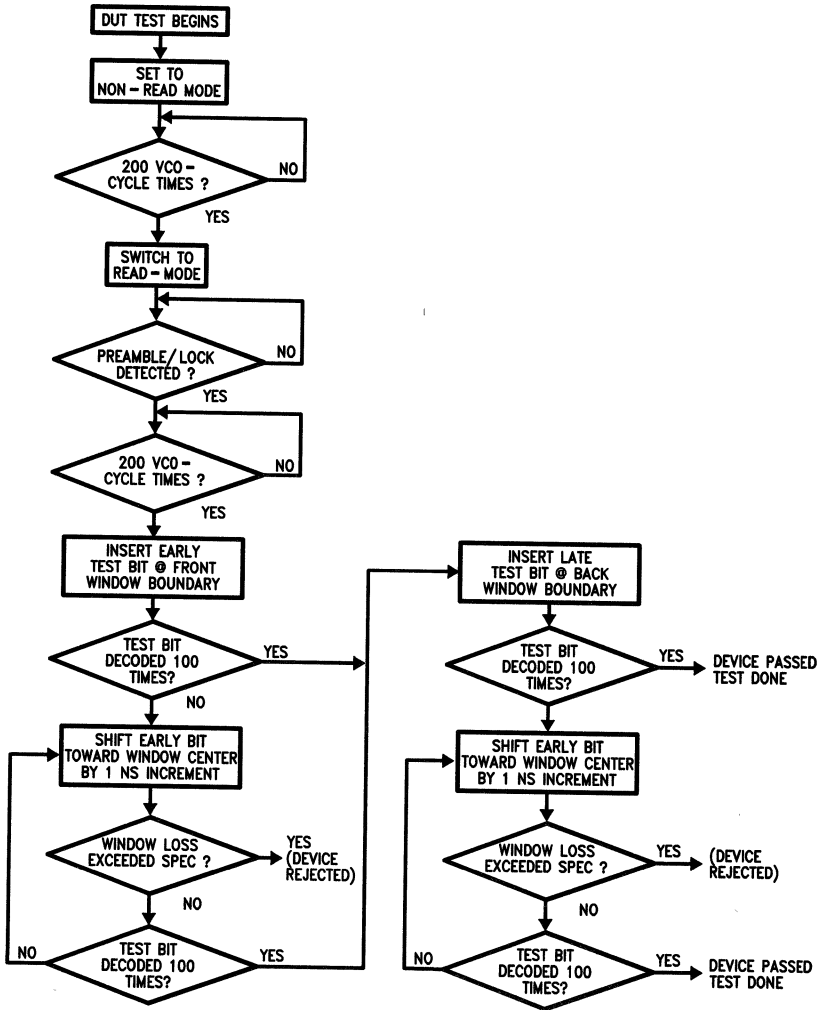 DUT TEST BEGINS
SET TO
NON-READ MODE
200 VCO-
CYCLE TIMES ?
NO
YES
SWITCH TO
READ-MODE
PREAMBLE/LOCK
DETECTED ?
NO
YES
200 VCO-
CYCLE TIMES ?
NO
YES
INSERT EARLY
TEST BIT @ FRONT
WINDOW BOUNDARY
TEST BIT
DECODED 100
TIMES?
YES
NO
SHIFT EARLY BIT
TOWARD WINDOW CENTER
BY 1 NS INCREMENT
WINDOW LOSS
EXCEEDED SPEC ?
YES
(DEVICE
REJECTED)
NO
TEST BIT
DECODED 100
TIMES?
NO
YES
INSERT LATE
TEST BIT @ BACK
WINDOW BOUNDARY
TEST BIT
DECODED 100
TIMES?
YES
DEVICE PASSED
TEST DONE
NO
SHIFT EARLY BIT
TOWARD WINDOW CENTER
BY 1 NS INCREMENT
WINDOW LOSS
EXCEEDED SPEC ?
YES
(DEVICE
REJECTED)
NO
TEST BIT
DECODED 100
TIMES?
NO
YES
DEVICE PASSED
TEST DONE